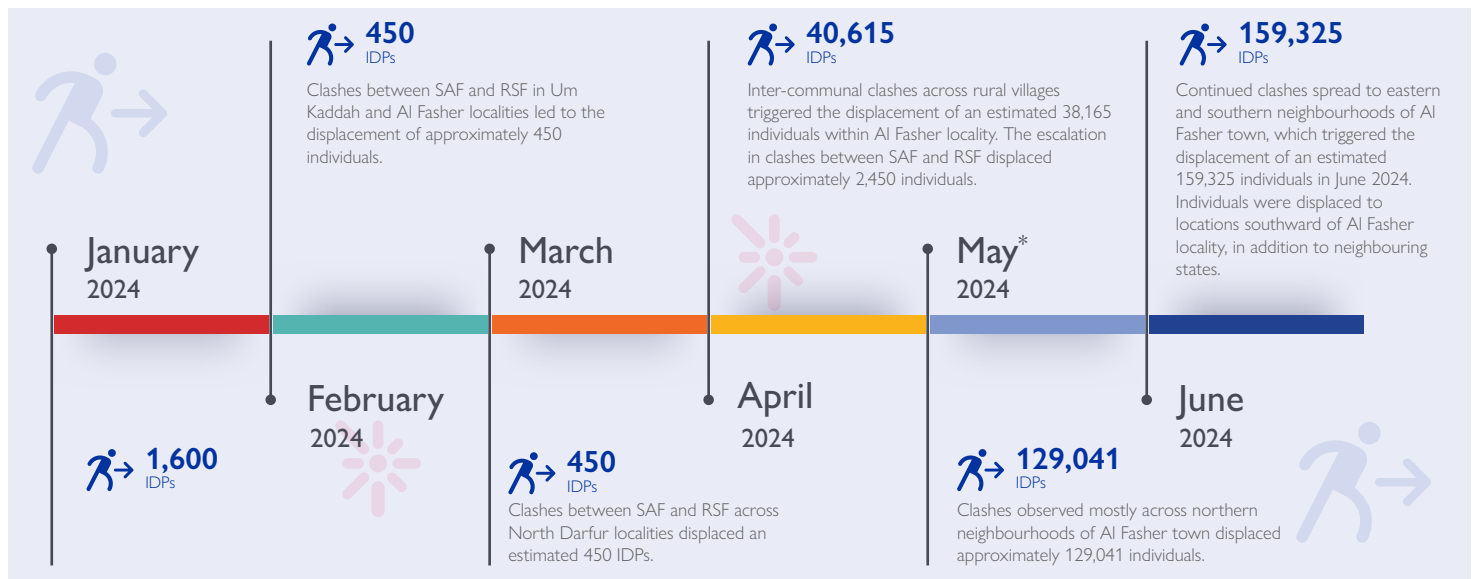 450
IDPs
Clashes between SAF and RSF in Um
Kaddah and Al Fasher localities led to the
displacement of approximately 450
individuals.
40,615
IDPs
Inter-communal clashes across rural villages
triggered the displacement of an estimated 38,165
individuals within Al Fasher locality. The escalation
in clashes between SAF and RSF displaced
approximately 2,450 individuals.
159,325
IDPs
Continued clashes spread to eastern
and southern neighbourhoods of Al
Fasher town, which triggered the
displacement of an estimated
159,325 individuals in June 2024.
Individuals were displaced to
locations southward of Al Fasher
locality, in addition to neighbouring
states.
January
2024
March
2024
May*
2024
February
2024
April
2024
June
2024
1,600
IDPs
450
IDPs
Clashes between SAF and RSF across
North Darfur localities displaced an
estimated 450 IDPs.
129,041
IDPs
Clashes observed mostly across northern
neighbourhoods of Al Fasher town displaced
approximately 129,041 individuals.